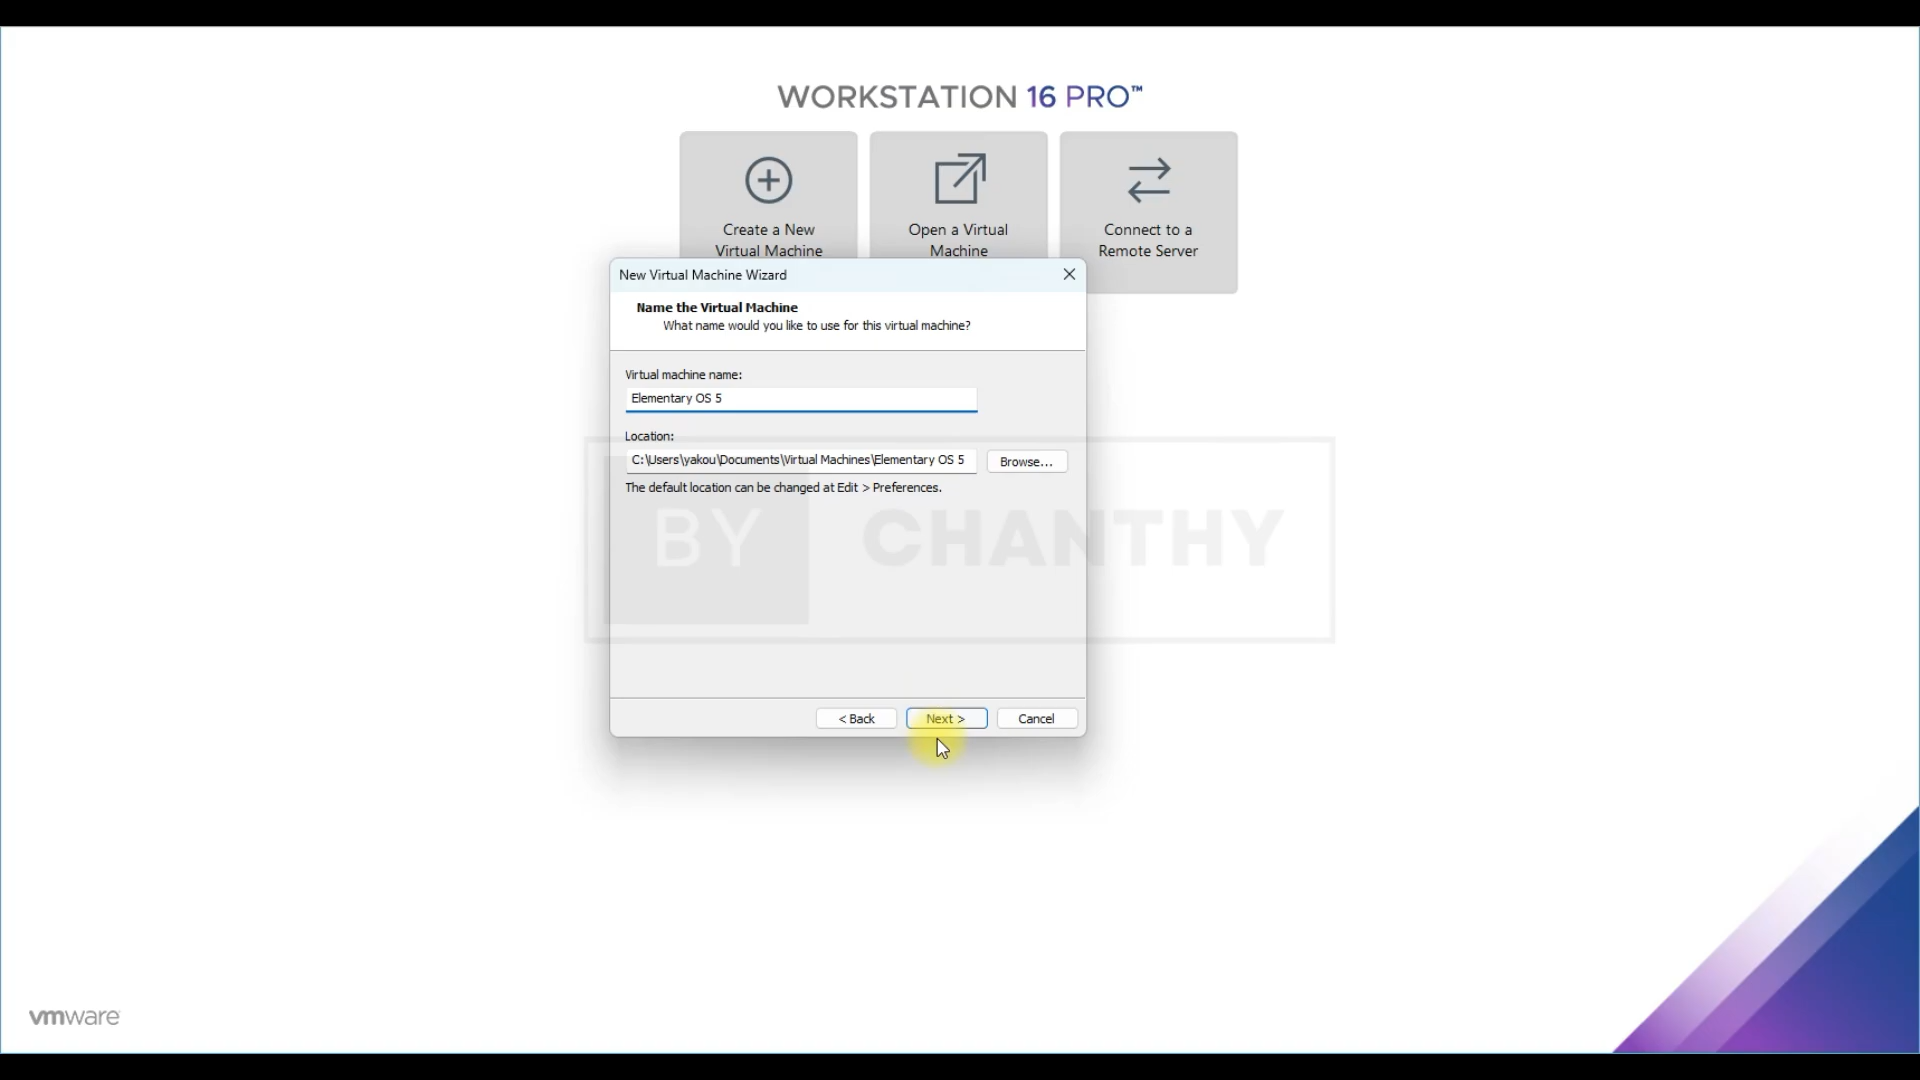 WORKSTATION 16 PRO™
Create a New
Virtual Machine
Open a Virtual
Machine
Connect to a
Remote Server
New Virtual Machine Wizard
Name the Virtual Machine
What name would you like to use for this virtual machine?
Virtual machine name:
Elementary OS 5
Location:
C:\Users\yakou\Documents\Virtual Machines\Elementary OS 5
Browse...
The default location can be changed at Edit > Preferences.
BY CHANTHY
< Back
Next >
Cancel
vmware